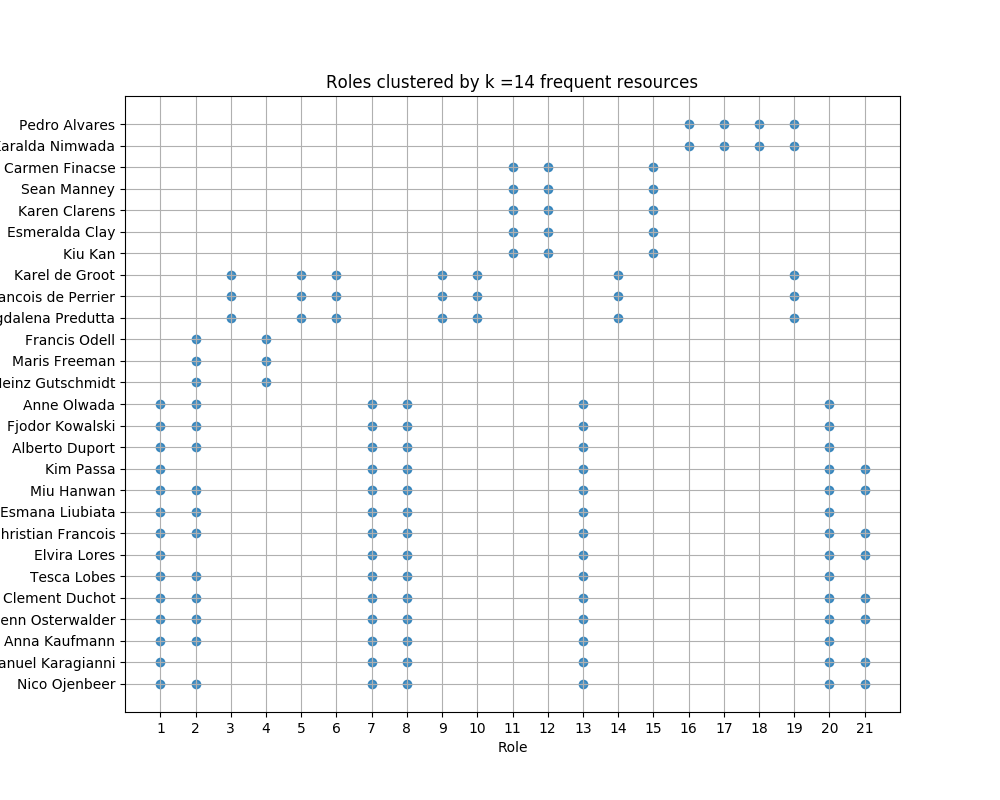 Roles clustered by k =14 frequent resources
Pedro Alvares
Karalda Nimwada
Carmen Finacse
Sean Manney
Karen Clarens
Esmeralda Clay
Kiu Kan
Karel de Groot
ancois de Perrier
gdalena Predutta
Francis Odell
Maris Freeman
Heinz Gutschmidt
Anne Olwada
Fjodor Kowalski
Alberto Duport
Kim Passa
Miu Hanwan
Esmana Liubiata
hristian Francois
Elvira Lores
Tesca Lobes
Clement Duchot
enn Osterwalder
Anna Kaufmann
anuel Karagianni
Nico Ojenbeer
1 2 3 4 5 6 7 8 9 10 11 12 13 14 15 16 17 18 19 20 21
Role